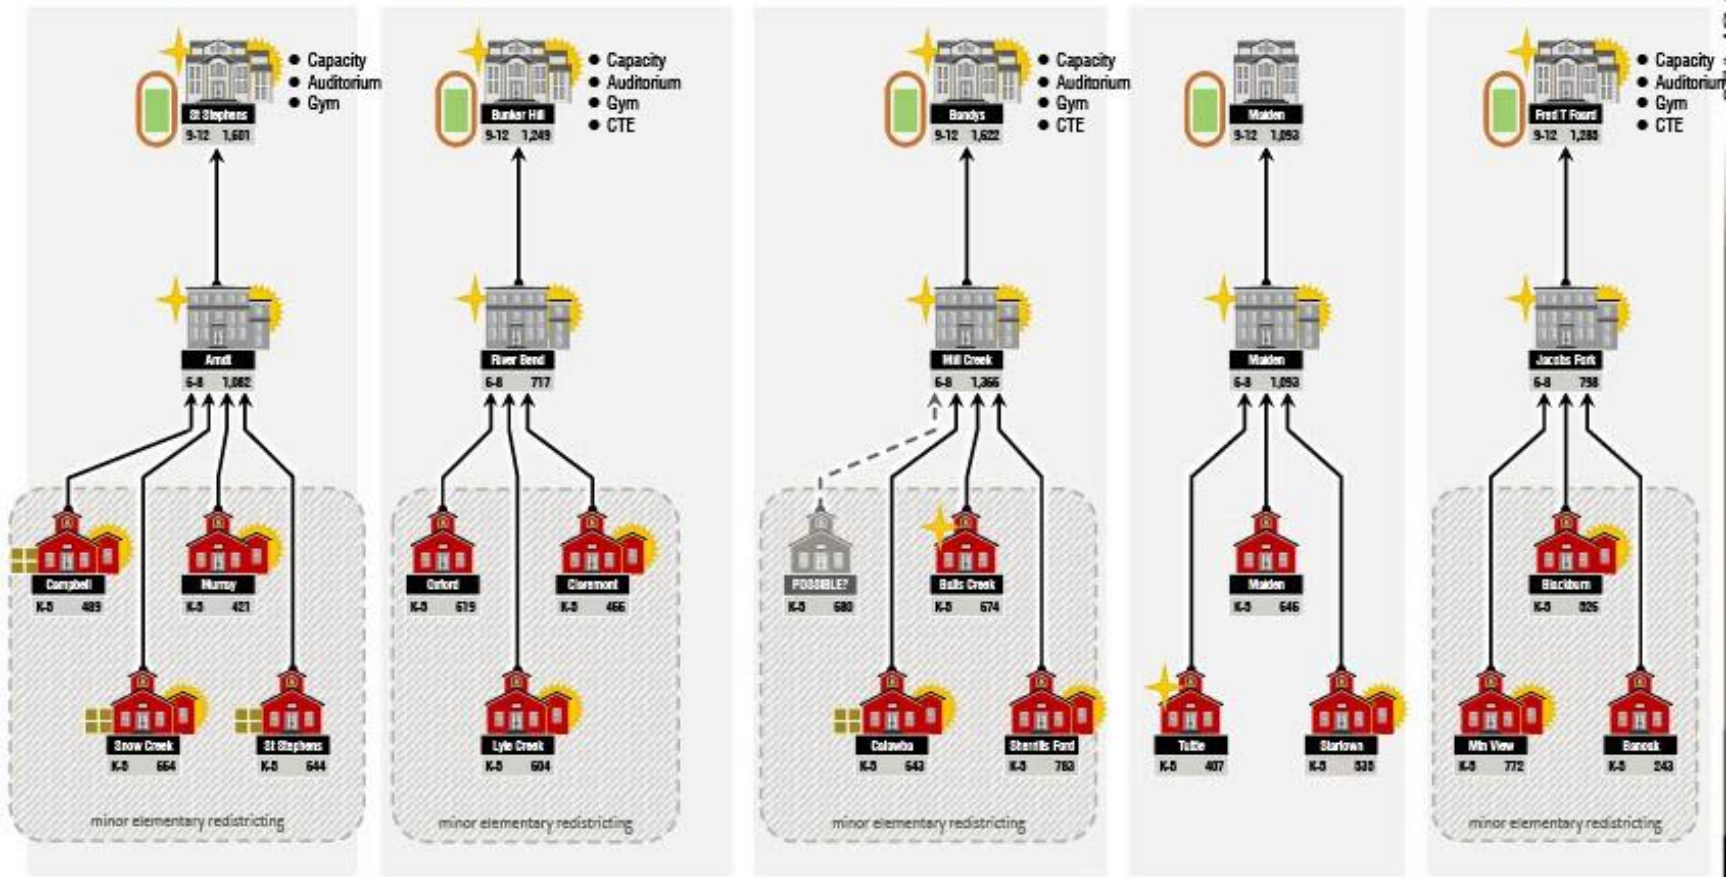 St Stephens
9-12 1,601
● Capacity
● Auditorium
● Gym
Bunker Hill
9-12 1,249
● Capacity
● Auditorium
● Gym
● CTE
Bandys
9-12 1,622
● Capacity
● Auditorium
● Gym
● CTE
Maiden
9-12 1,093
Fred T Foard
9-12
● Capacity
● Auditorium
● Gym
● CTE
Arndt
6-8 1,082
River Bend
6-8 717
Mill Creek
6-8 1,366
Maiden
6-8 1,093
Jacobs Fork
6-8 798
Campbell
K-5 489
Murray
K-5 421
Snow Creek
K-5 664
St Stephens
K-5 644
minor elementary redistricting
Oxford
K-5 619
Claremont
K-5 466
Lyle Creek
K-5 604
minor elementary redistricting
POSSIBLE?
K-5 680
Balls Creek
K-5 674
Catawba
K-5 643
Sherrills Ford
K-5 763
minor elementary redistricting
Maiden
K-5 646
Tuttle
K-5 407
Startown
K-5
Blackburn
K-5
Mtn View
K-5 772
Banoak
K-5 243
minor elementary redistricting